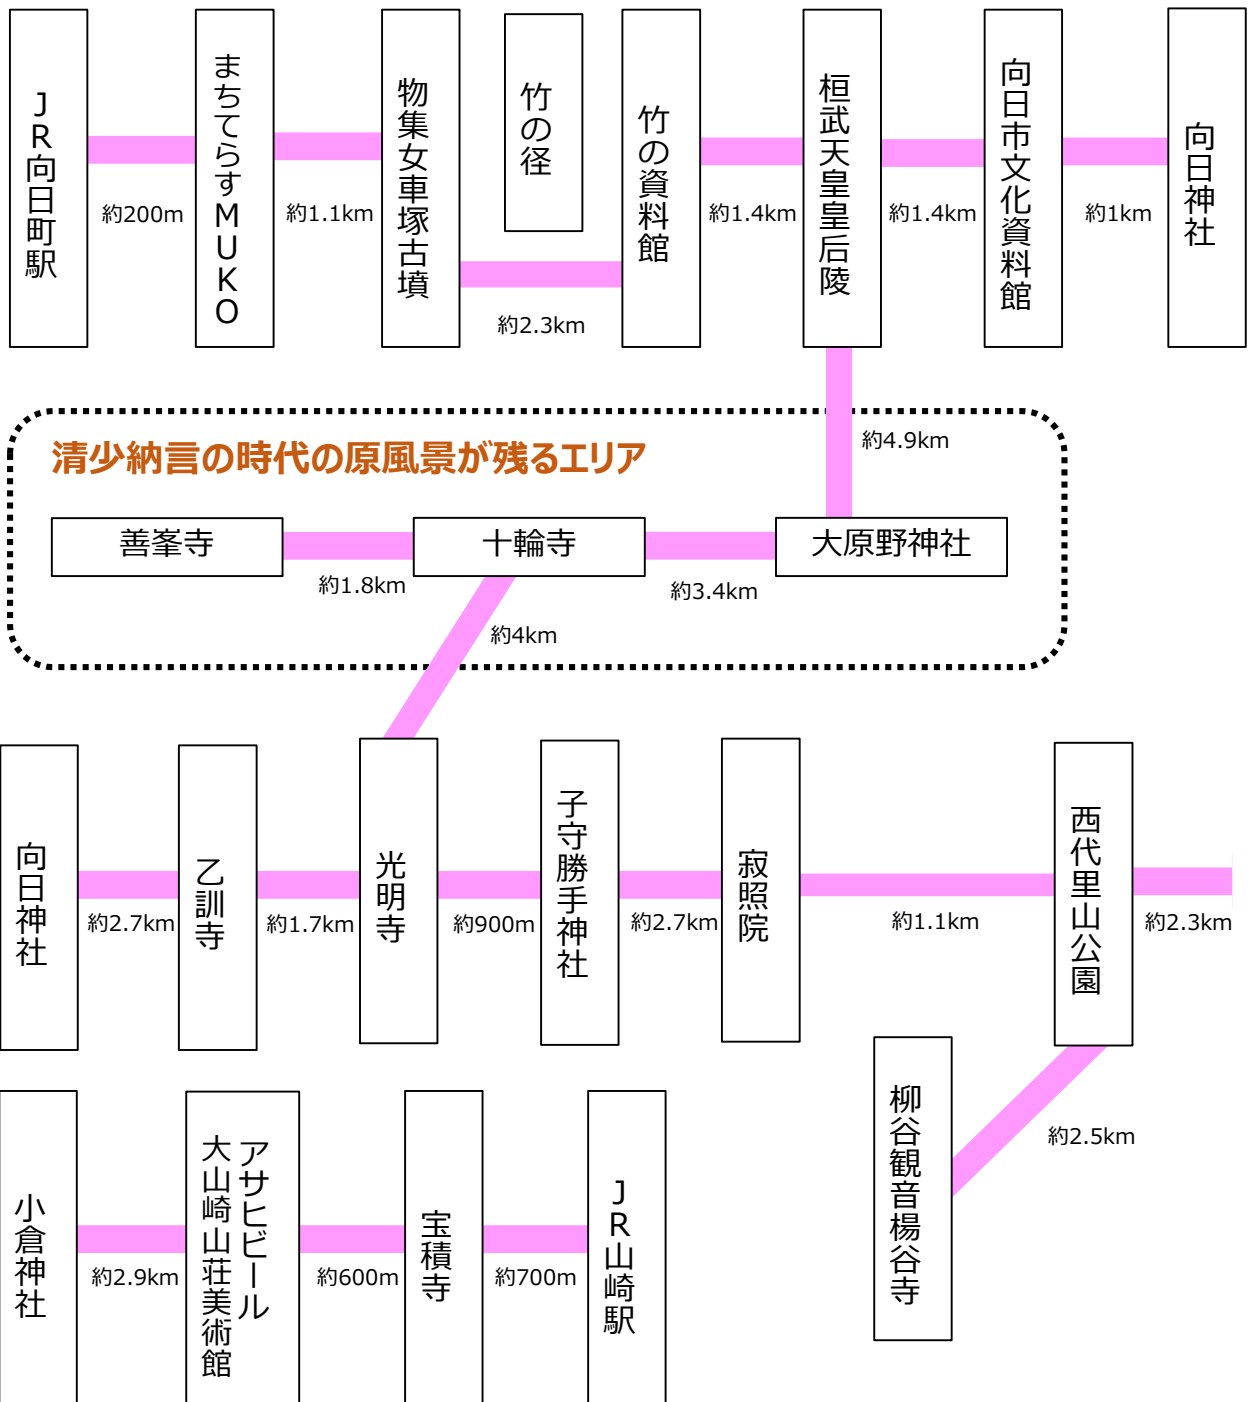 JR向日町駅
約200m
まちてらすMUKO
約1.1km
物集女車塚古墳
竹の径
約2.3km
竹の資料館
約1.4km
桓武天皇皇后陵
約1.4km
向日市文化資料館
約1km
向日神社
約4.9km
清少納言の時代の原風景が残るエリア
善峯寺
約1.8km
十輪寺
約3.4km
大原野神社
約4km
向日神社
約2.7km
乙訓寺
約1.7km
光明寺
約900m
子守勝手神社
約2.7km
寂照院
約1.1km
西代里山公園
約2.3km
柳谷観音楊谷寺
約2.5km
小倉神社
約2.9km
アサヒビール
大山崎山荘美術館
約600m
宝積寺
約700m
JR山崎駅